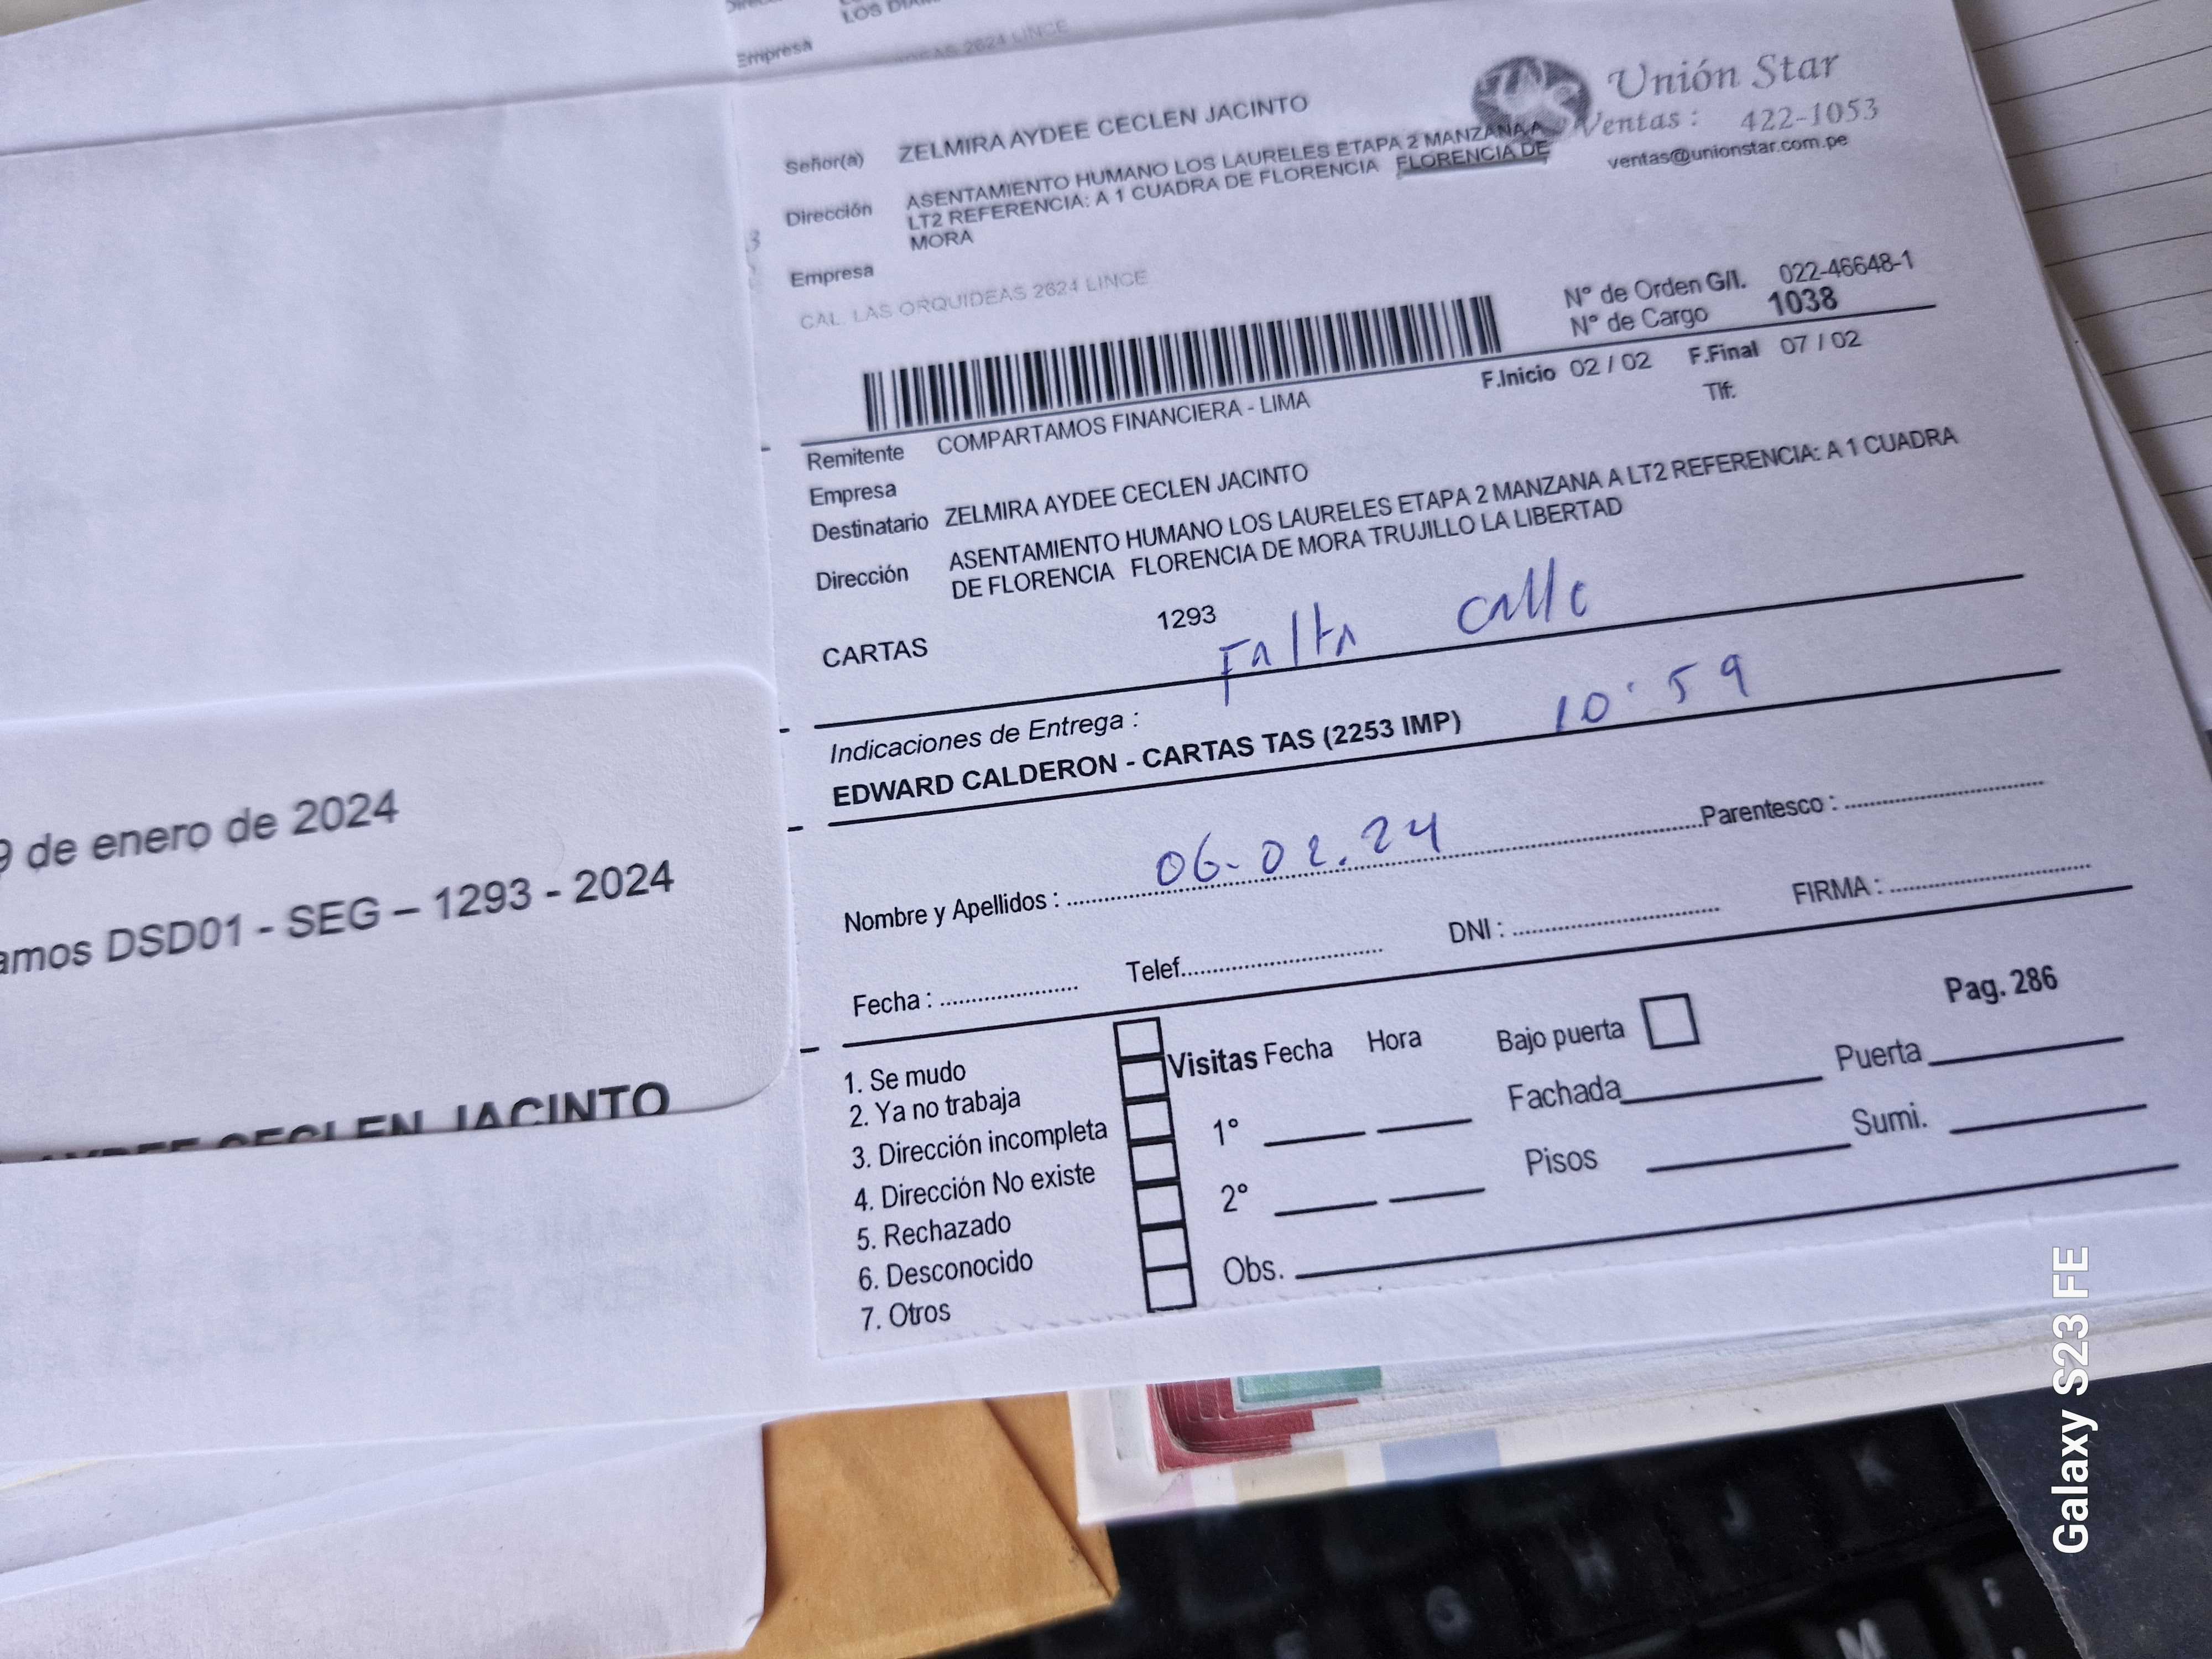 LOS
Empresa
2624 LINCE
Unión Star
Ventas : 422-1053
ventas@unionstar.com.pe
Señor(a) ZELMIRA AYDEE CECLEN JACINTO
Dirección ASENTAMIENTO HUMANO LOS LAURELES ETAPA 2 MANZANA A
LT2 REFERENCIA: A 1 CUADRA DE FLORENCIA FLORENCIA DE
MORA
Empresa
CAL. LAS ORQUIDEAS 2624 LINCE
N° de Orden G/I. 022-46648-1
N° de Cargo 1038
F.Inicio 02 / 02 F.Final 07 / 02
Tlf:
Remitente COMPARTAMOS FINANCIERA - LIMA
Empresa
Destinatario ZELMIRA AYDEE CECLEN JACINTO
Dirección ASENTAMIENTO HUMANO LOS LAURELES ETAPA 2 MANZANA A LT2 REFERENCIA: A 1 CUADRA
DE FLORENCIA FLORENCIA DE MORA TRUJILLO LA LIBERTAD
CARTAS 1293
Falta calle
Indicaciones de Entrega :
EDWARD CALDERON - CARTAS TAS (2253 IMP) 10:59
06-02.24
Nombre y Apellidos : Parentesco :
Fecha : Telef. DNI : FIRMA :
Pag. 286
1. Se mudo
2. Ya no trabaja
3. Dirección incompleta
4. Dirección No existe
5. Rechazado
6. Desconocido
7. Otros
Visitas Fecha Hora
1°
2°
Obs.
Bajo puerta
Fachada Puerta
Pisos Sumi.
9 de enero de 2024
amos DSD01 - SEG – 1293 - 2024
AYDEE CECLEN JACINTO
Galaxy S23 FE